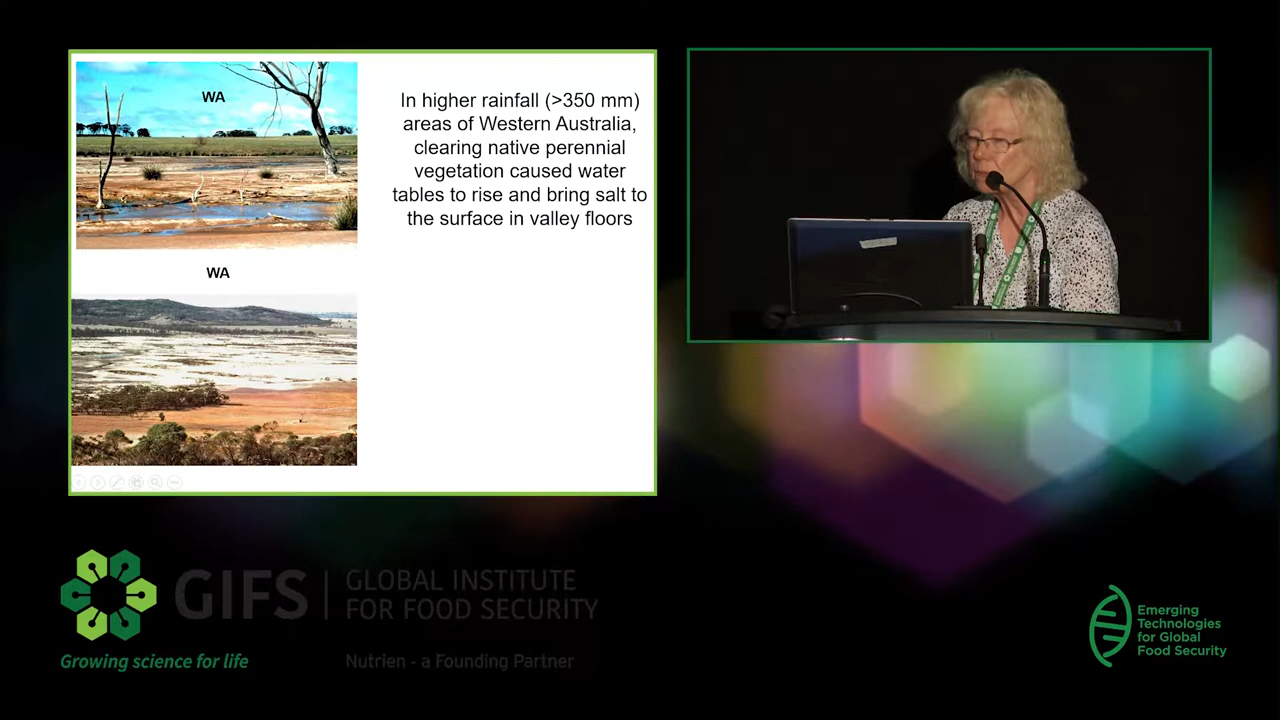 WA
In higher rainfall (>350 mm)
areas of Western Australia,
clearing native perennial
vegetation caused water
tables to rise and bring salt to
the surface in valley floors
WA
GIFS
GLOBAL INSTITUTE
FOR FOOD SECURITY
Growing science for life
Nutrien - a Founding Partner
Emerging
Technologies
for Global
Food Security